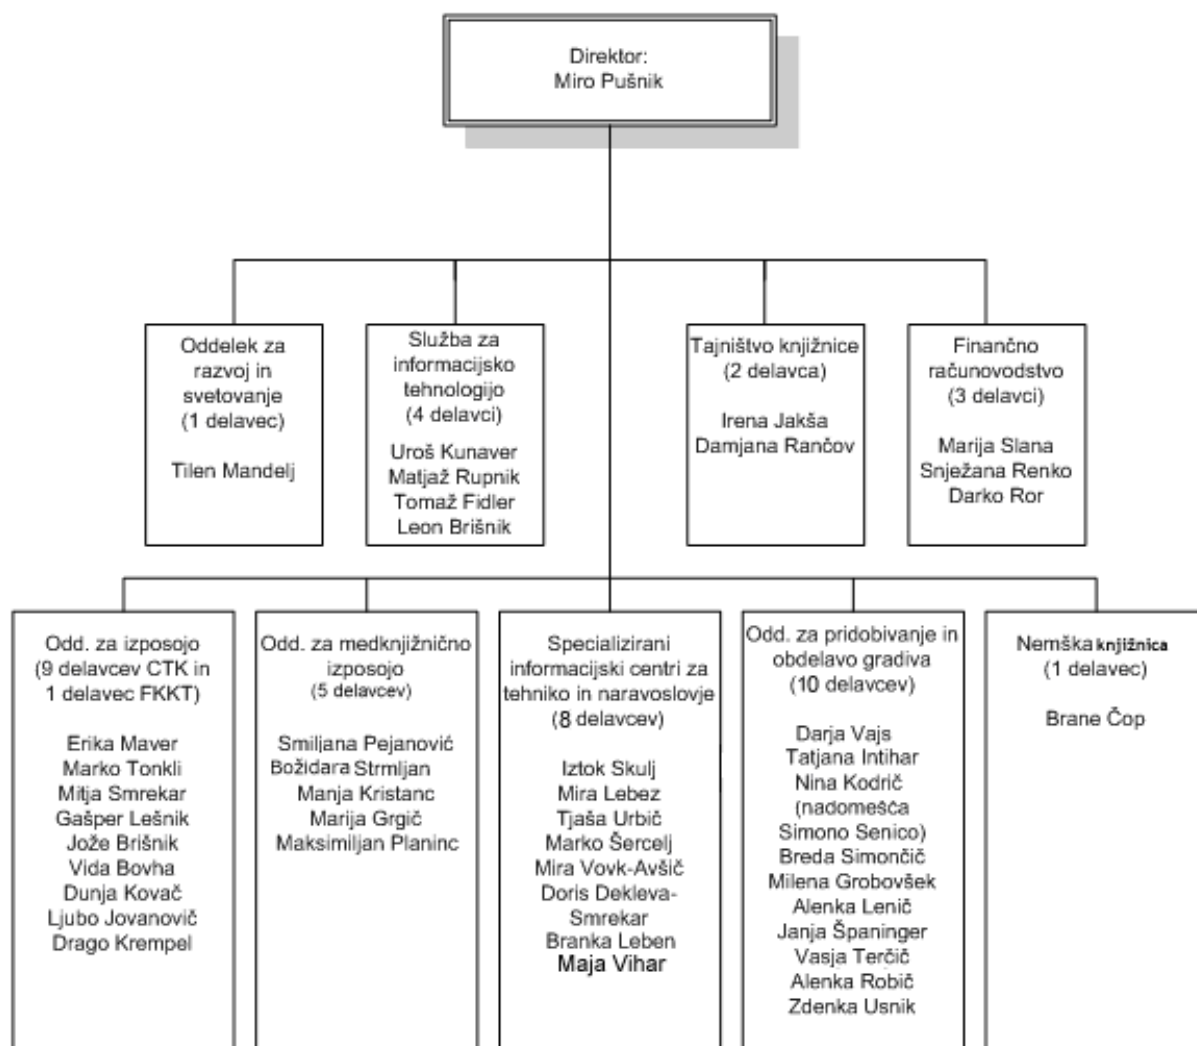 Direktor:
Miro Pušnik
Oddelek za
razvoj in
svetovanje
(1 delavec)
Tilen Mandelj
Služba za
informacijsko
tehnologijo
(4 delavci)
Uroš Kunaver
Matjaž Rupnik
Tomaž Fidler
Leon Brišnik
Tajništvo knjižnice
(2 delavca)
Irena Jakša
Damjana Rančov
Finančno
računovodstvo
(3 delavci)
Marija Slana
Snježana Renko
Darko Ror
Odd. za izposojo
(9 delavcev CTK in
1 delavec FKKT)
Erika Maver
Marko Tonkli
Mitja Smrekar
Gašper Lešnik
Jože Brišnik
Vida Bovha
Dunja Kovač
Ljubo Jovanovič
Drago Krempel
Odd. za medknjižnično
izposojo
(5 delavcev)
Smiljana Pejanović
Božidara Strmljan
Manja Kristanc
Marija Grgič
Maksimiljan Planinc
Specializirani
informacijski centri za
tehniko in naravoslovje
(8 delavcev)
Iztok Skulj
Mira Lebez
Tjaša Urbič
Marko Šercelj
Mira Vovk-Avšič
Doris Dekleva-
Smrekar
Branka Leben
Maja Vihar
Odd. za pridobivanje in
obdelavo gradiva
(10 delavcev)
Darja Vajs
Tatjana Intihar
Nina Kodrič
(nadomešča
Simono Senico)
Breda Simončič
Milena Grobovšek
Alenka Lenič
Janja Španinger
Vasja Terčič
Alenka Robič
Zdenka Usnik
Nemška knjižnica
(1 delavec)
Brane Čop